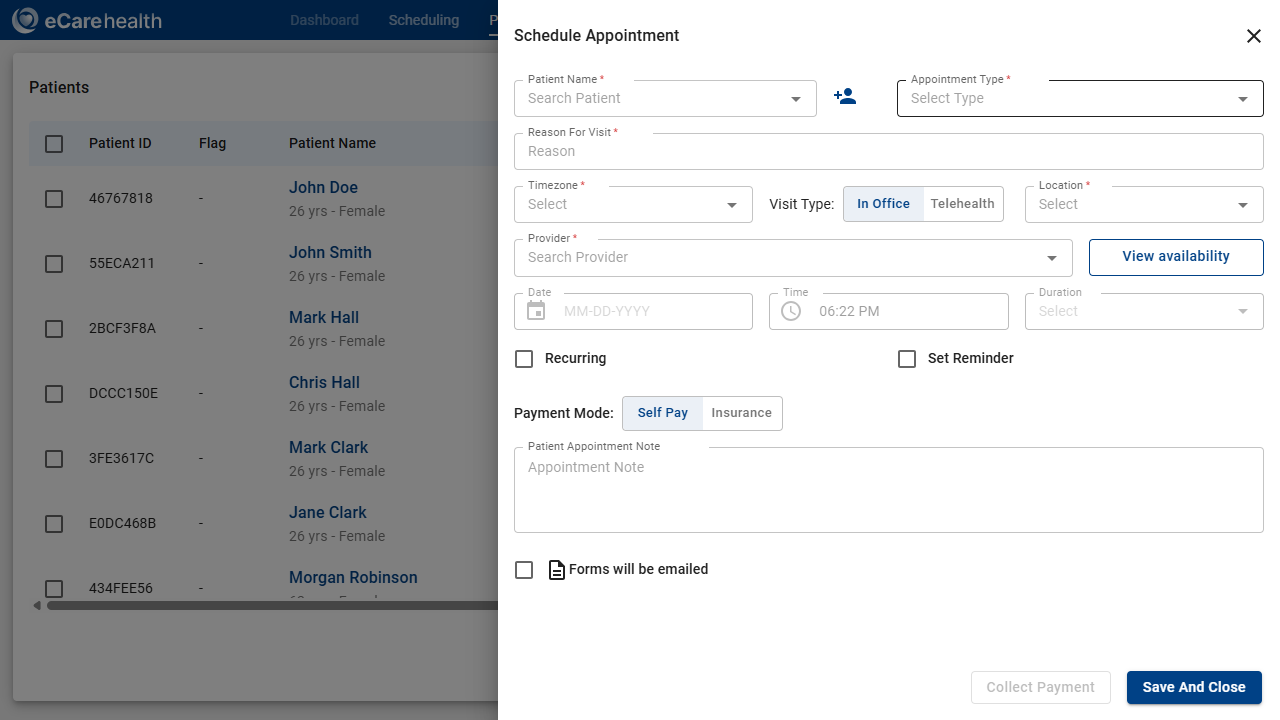 eCarehealth
Dashboard
Scheduling
P
Patients
Patient ID
Flag
Patient Name
46767818
-
John Doe
26 yrs - Female
55ECA211
-
John Smith
26 yrs - Female
2BCF3F8A
-
Mark Hall
26 yrs - Female
DCCC150E
-
Chris Hall
26 yrs - Female
3FE3617C
-
Mark Clark
26 yrs - Female
E0DC468B
-
Jane Clark
26 yrs - Female
434FEE56
-
Morgan Robinson
Schedule Appointment
Patient Name *
Search Patient
Appointment Type *
Select Type
Reason For Visit *
Reason
Timezone *
Select
Visit Type:
In Office
Telehealth
Location *
Select
Provider *
Search Provider
View availability
Date
MM-DD-YYYY
Time
06:22 PM
Duration
Select
Recurring
Set Reminder
Payment Mode:
Self Pay
Insurance
Patient Appointment Note
Appointment Note
Forms will be emailed
Collect Payment
Save And Close